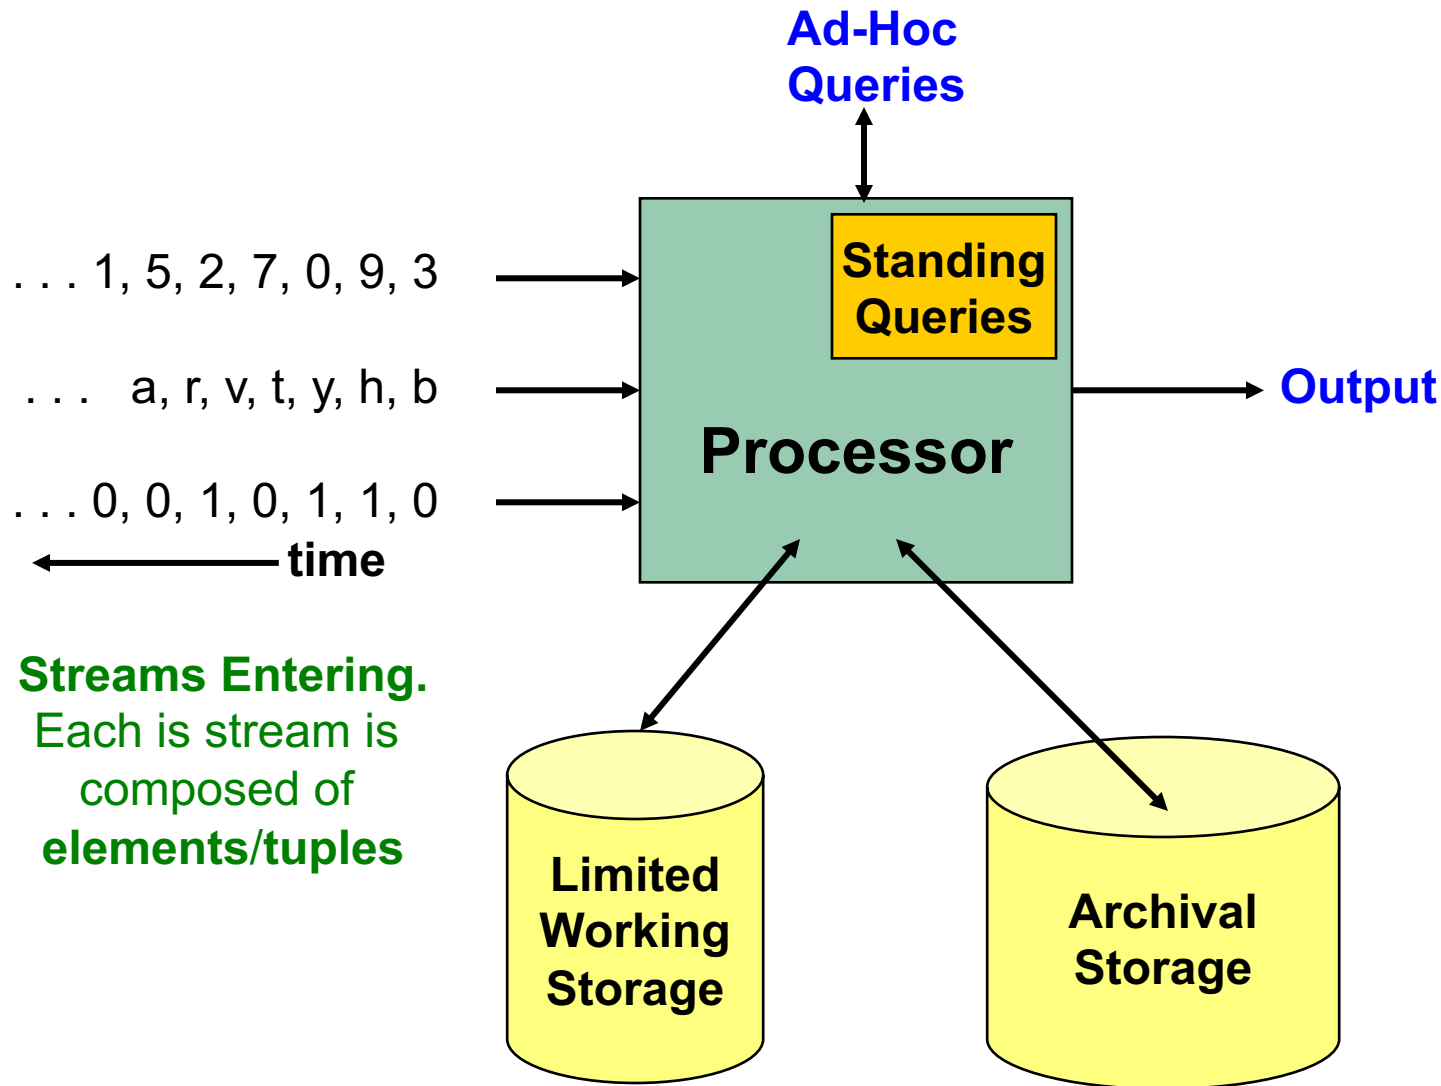 Ad-Hoc
Queries
Standing
Queries
. . . 1, 5, 2, 7, 0, 9, 3
. . . a, r, v, t, y, h, b
Output
Processor
. . . 0, 0, 1, 0, 1, 1, 0
time
Streams Entering.
Each is stream is
composed of
elements/tuples
Limited
Working
Storage
Archival
Storage